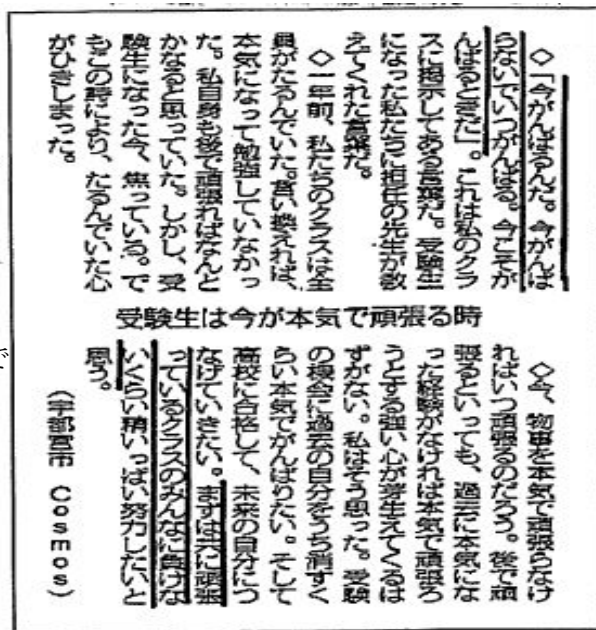 ◇「今がんばるんだ。今がんば
らないでいつがんばる。今こそが
んばるときだ」。これは私のクラ
スに掲示してある言葉だ。受験生
になった私たちに担任の先生が教
えてくれた言葉だ。
◇一年前、私たちのクラスは全
員がたるんでいた。言い換えれば、
本気になって勉強していなかっ
た。私自身も後で頑張ればなんと
かなると思っていた。しかし、受
験生になった今、焦っている。で
もこの詩により、たるんでいた心
がひきしまった。
受験生は今が本気で頑張る時
◇今、物事を本気で頑張らなけ
ればいつ頑張るのだろう。後で頑
張るといっても、過去に本気にな
った経験がなければ本気で頑張ろ
うとする強い心が芽生えてくるは
ずがない。私はそう思った。受験
の機会に過去の自分をうち消すく
らい本気でがんばりたい。そして
高校に合格して、未来の自分につ
なげていきたい。まずは共に頑張
っているクラスのみんなに負けな
いくらい精いっぱい努力したいと
思う。
（宇都宮市 Cosmos）
で